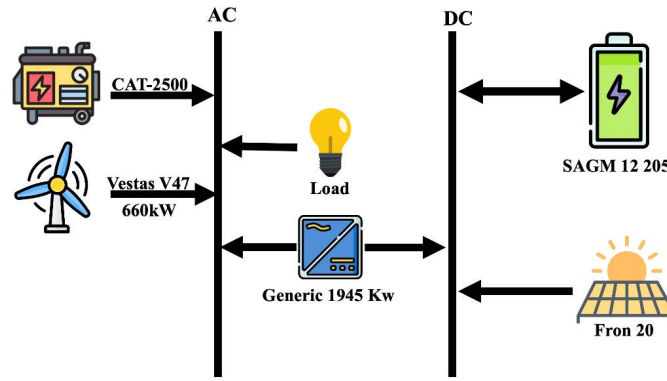 AC
DC
CAT-2500
Vestas V47
660kW
Load
SAGM 12 205
Generic 1945 Kw
Fron 20